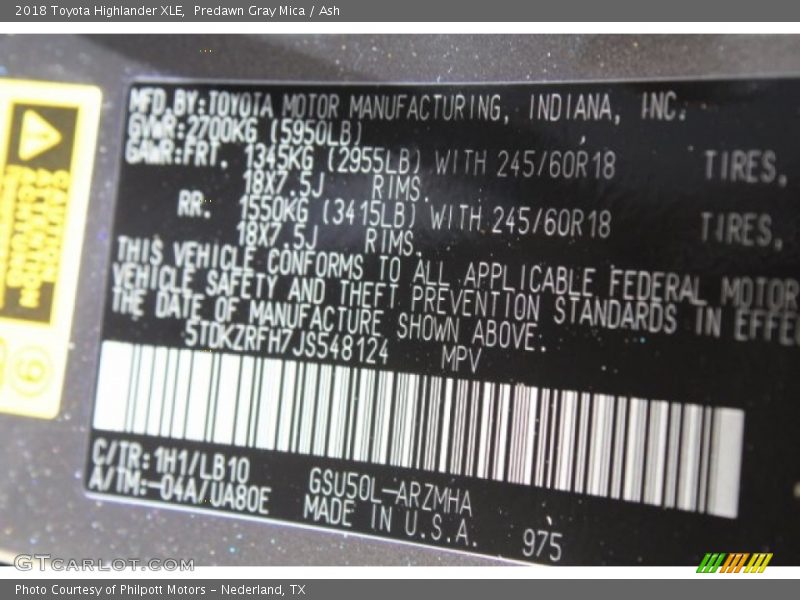 2018 Toyota Highlander XLE, Predawn Gray Mica / Ash
MFD.BY:TOYOTA MOTOR MANUFACTURING, INDIANA, INC.
GVWR:2700KG (5950LB)
GAWR:FRT. 1345KG (2955LB) WITH 245/60R18 TIRES,
18X7.5J RIMS.
RR. 1550KG (3415LB) WITH 245/60R18 TIRES,
18X7.5J RIMS.
THIS VEHICLE CONFORMS TO ALL APPLICABLE FEDERAL MOTOR
VEHICLE SAFETY AND THEFT PREVENTION STANDARDS IN EFFE
THE DATE OF MANUFACTURE SHOWN ABOVE.
5TDKZRFH7JS548124 MPV
C/TR:1H1/LB10
A/TM:-04A/UA80E
GSU50L-ARZMHA
MADE IN U.S.A. 975
GTcarlot.com
Photo Courtesy of Philpott Motors - Nederland, TX